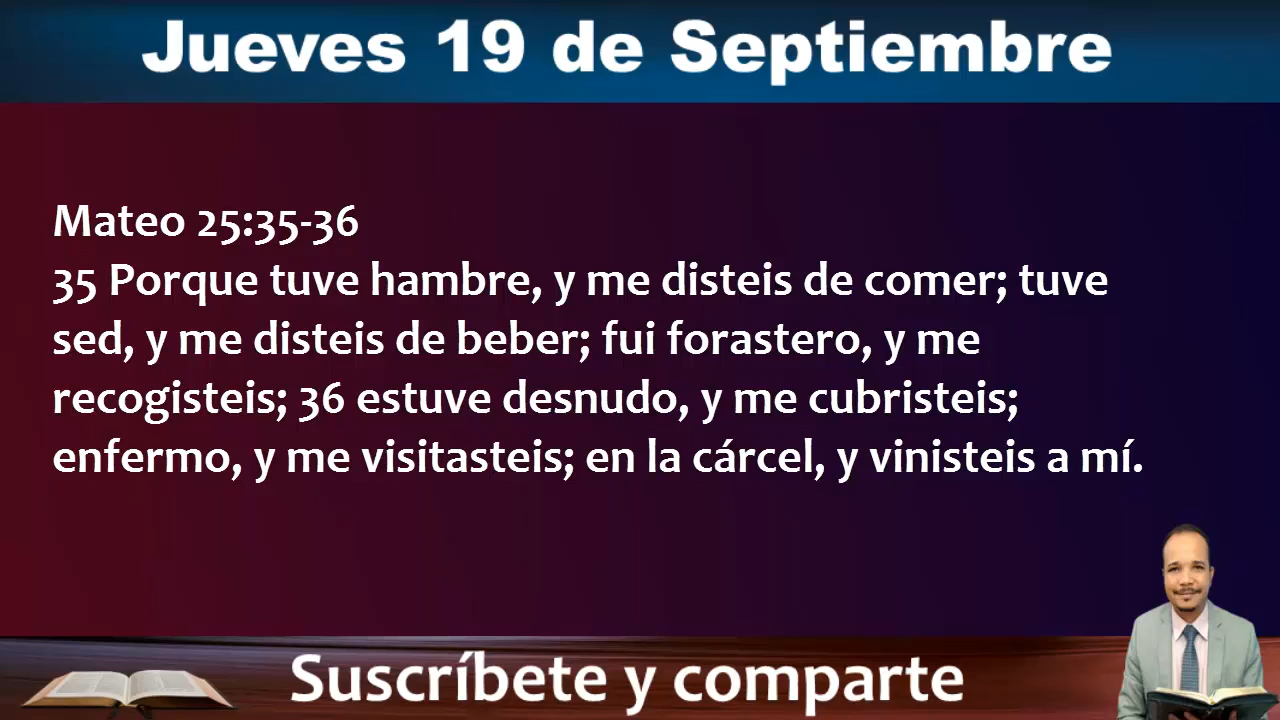 Jueves 19 de Septiembre
Mateo 25:35-36
35 Porque tuve hambre, y me disteis de comer; tuve
sed, y me disteis de beber; fui forastero, y me
recogisteis; 36 estuve desnudo, y me cubristeis;
enfermo, y me visitasteis; en la cárcel, y vinisteis a mí.
Suscríbete y comparte